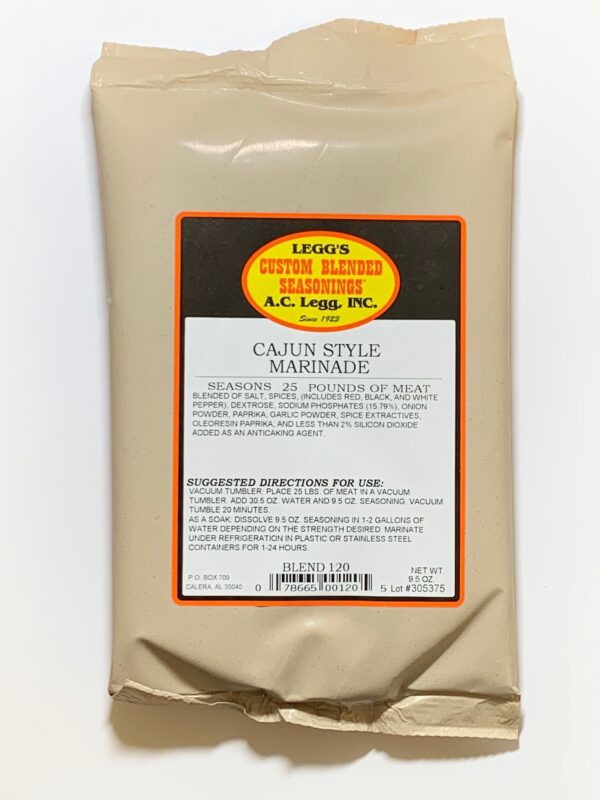 LEGG'S
CUSTOM BLENDED
SEASONINGS
A.C. Legg, INC.
Since 1923
CAJUN STYLE
MARINADE
SEASONS 25 POUNDS OF MEAT
BLENDED OF SALT, SPICES, (INCLUDES RED, BLACK, AND WHITE
PEPPER), DEXTROSE, SODIUM PHOSPHATES (15.79%), ONION
POWDER, PAPRIKA, GARLIC POWDER, SPICE EXTRACTIVES,
OLEORESIN PAPRIKA, AND LESS THAN 2% SILICON DIOXIDE
ADDED AS AN ANTICAKING AGENT.
SUGGESTED DIRECTIONS FOR USE:
VACUUM TUMBLER: PLACE 25 LBS. OF MEAT IN A VACUUM
TUMBLER. ADD 30.5 OZ. WATER AND 9.5 OZ. SEASONING. VACUUM
TUMBLE 20 MINUTES.
AS A SOAK: DISSOLVE 9.5 OZ. SEASONING IN 1-2 GALLONS OF
WATER DEPENDING ON THE STRENGTH DESIRED. MARINATE
UNDER REFRIGERATION IN PLASTIC OR STAINLESS STEEL
CONTAINERS FOR 1-24 HOURS.
BLEND 120
P.O. BOX 709
CALERA, AL 35040
0 78665 00120 5
NET WT.
9.5 OZ.
Lot #305375